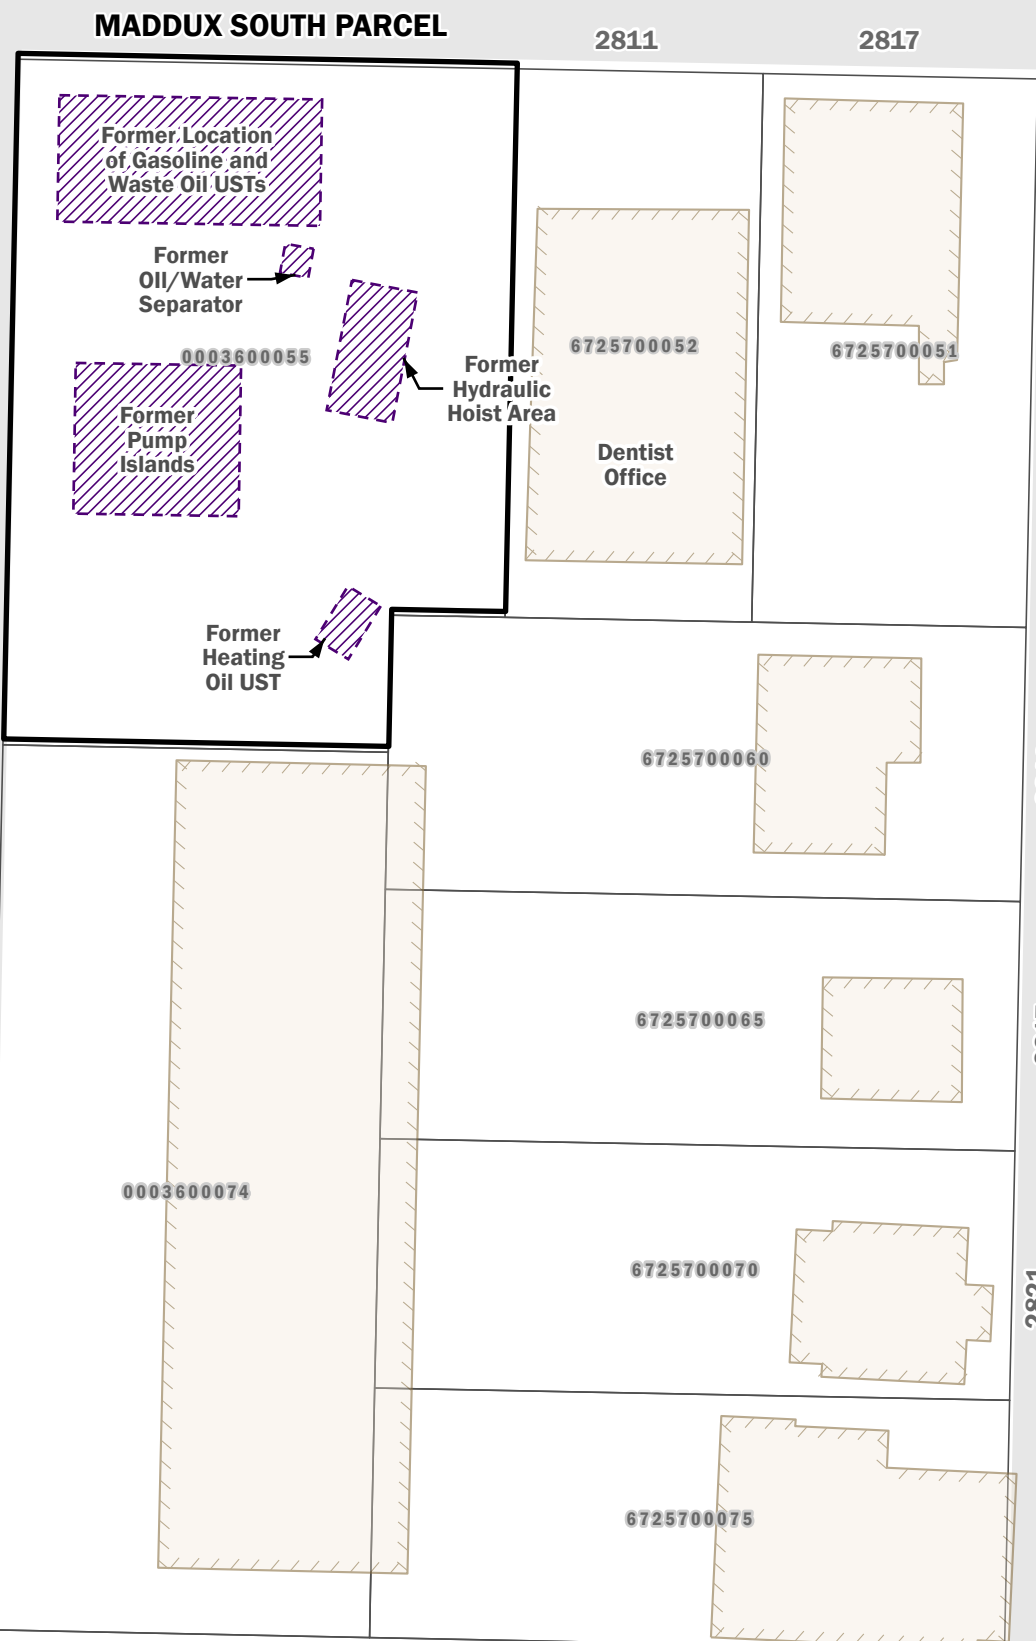 MADDUX SOUTH PARCEL
2811
2817
Former Location
of Gasoline and
Waste Oil USTs
Former
OIl/Water
Separator
0003600055
Former
Hydraulic
Hoist Area
6725700052
6725700051
Former
Pump
Islands
Dentist
Office
Former
Heating
Oil UST
6725700060
6725700065
0003600074
6725700070
2821
6725700075